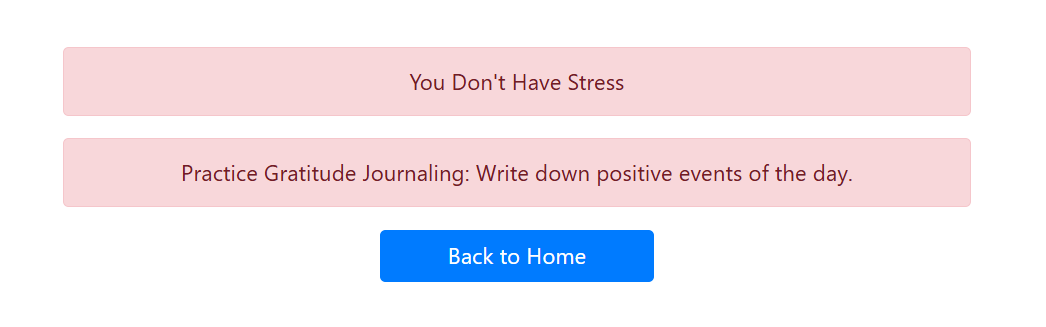 You Don't Have Stress
Practice Gratitude Journaling: Write down positive events of the day.
Back to Home